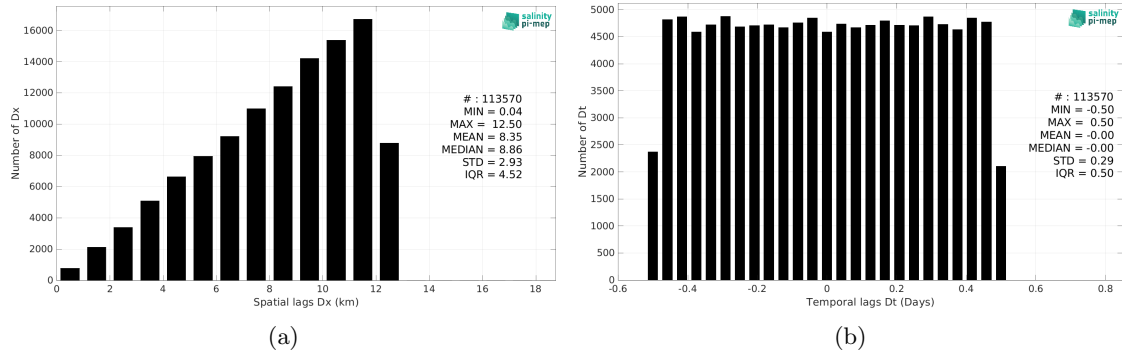 16000
14000
12000
10000
8000
6000
4000
2000
0
Number of Dx
0 2 4 6 8 10 12 14 16 18
Spatial lags Dx (km)
salinity
pi-mep
# : 113570
MIN = 0.04
MAX = 12.50
MEAN = 8.35
MEDIAN = 8.86
STD = 2.93
IQR = 4.52
(a)
5000
4500
4000
3500
3000
2500
2000
1500
1000
500
0
Number of Dt
-0.6 -0.4 -0.2 0 0.2 0.4 0.6 0.8
Temporal lags Dt (Days)
salinity
pi-mep
# : 113570
MIN = -0.50
MAX = 0.50
MEAN = -0.00
MEDIAN = -0.00
STD = 0.29
IQR = 0.50
(b)